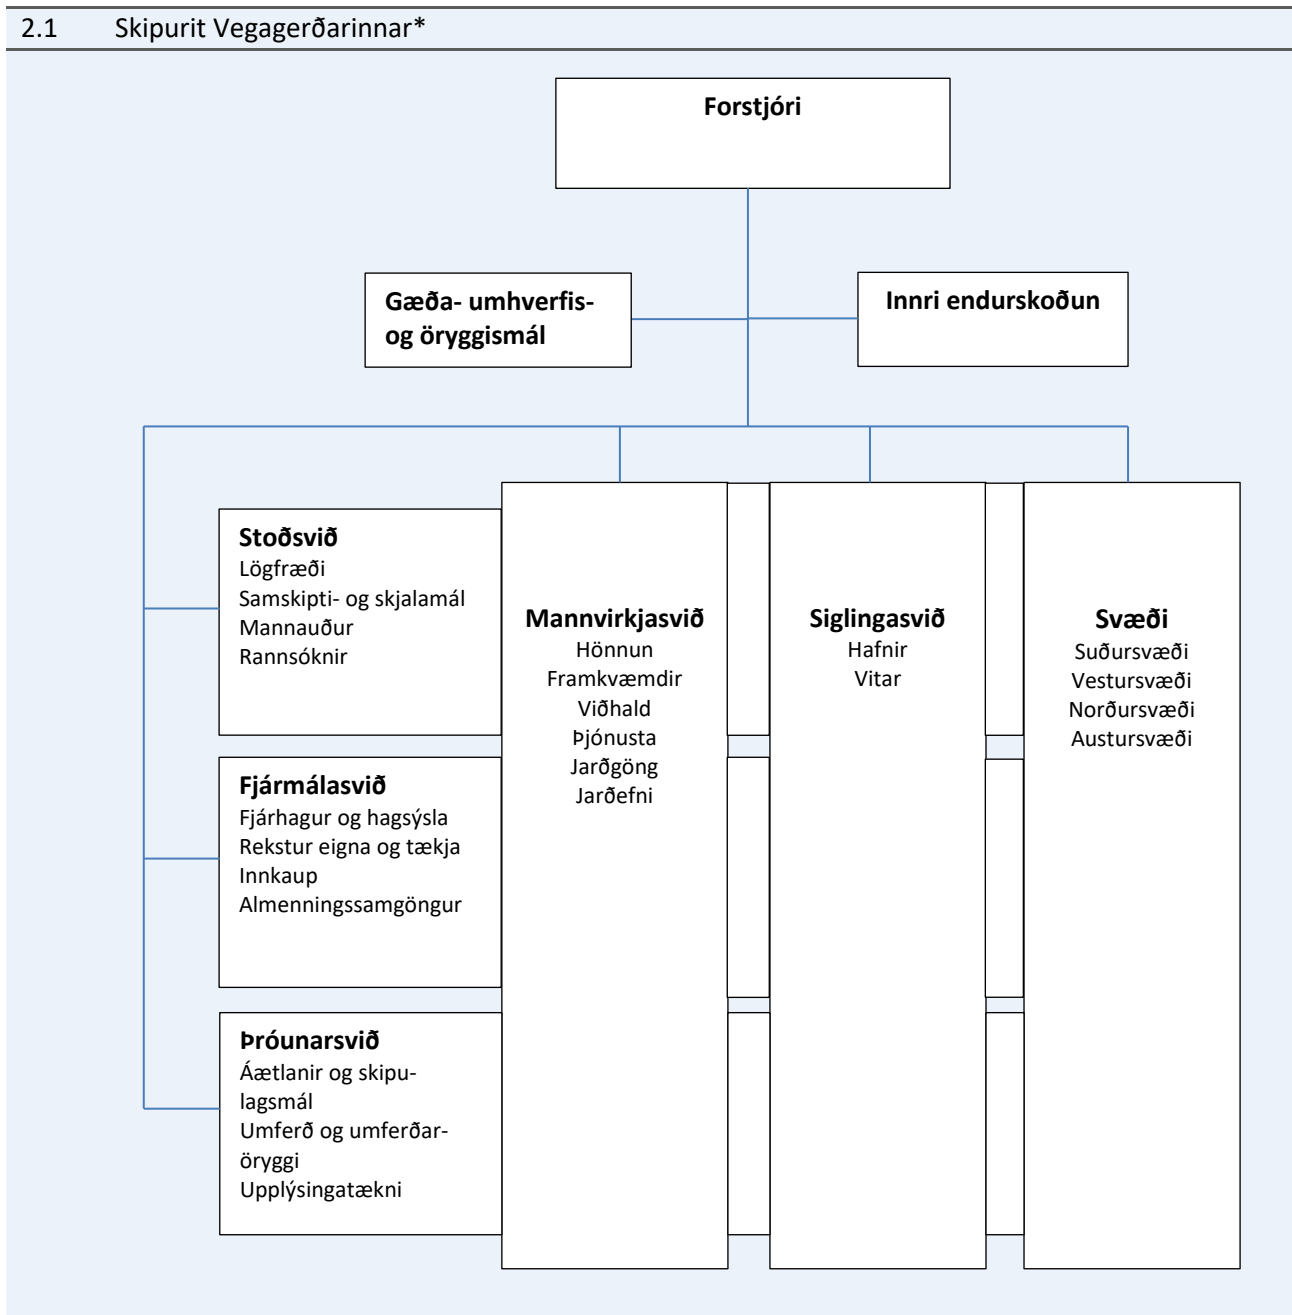 2.1 Skipurit Vegagerðarinnar*
Forstjóri
Gæða- umhverfis-
og öryggismál
Innri endurskoðun
Stoðsvið
Lögfræði
Samskipti- og skjalamál
Mannauður
Rannsóknir
Fjármálasvið
Fjárhagur og hagsýsla
Rekstur eigna og tækja
Innkaup
Almenningssamgöngur
Þróunarsvið
Áætlanir og skipu-
lagsmál
Umferð og umferðar-
öryggi
Upplýsingatækni
Mannvirkjasvið
Hönnun
Framkvæmdir
Viðhald
Þjónusta
Jarðgöng
Jarðefni
Siglingasvið
Hafnir
Vitar
Svæði
Suðursvæði
Vestursvæði
Norðursvæði
Austursvæði